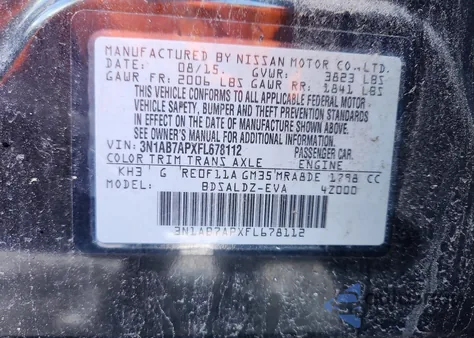 MANUFACTURED BY NISSAN MOTOR CO., LTD.
DATE: 08/15. GVWR: 3823 LBS
GAWR FR: 2006 LBS GAWR RR: 1841 LBS
THIS VEHICLE CONFORMS TO ALL APPLICABLE FEDERAL MOTOR
VEHICLE SAFETY, BUMPER AND THEFT PREVENTION STANDARDS
IN EFFECT ON THE DATE OF MANUFACTURE SHOWN ABOVE.
SEE OWNER'S MANUAL FOR ADDITIONAL INFORMATION.
VIN: 3N1AB7APXFL678112 PASSENGER CAR
COLOR TRIM TRANS AXLE ENGINE
KH3 G RE0F11A GM35 MRA8DE 1798 CC
MODEL: BDSALDZ-EVA 4Z000
3N1AB7APXFL678112